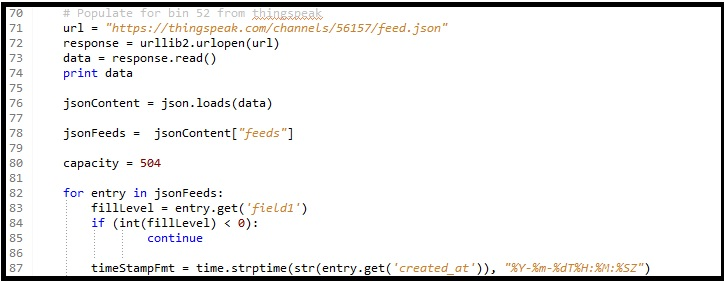 70 # Populate for bin 52 from thingspeak
71 url = "https://thingspeak.com/channels/56157/feed.json"
72 response = urllib2.urlopen(url)
73 data = response.read()
74 print data
75
76 jsonContent = json.loads(data)
77
78 jsonFeeds =  jsonContent["feeds"]
79
80 capacity = 504
81
82 for entry in jsonFeeds:
83     fillLevel = entry.get('field1')
84     if (int(fillLevel) < 0):
85             continue
86
87     timeStampFmt = time.strptime(str(entry.get('created_at')), "%Y-%m-%dT%H:%M:%SZ")